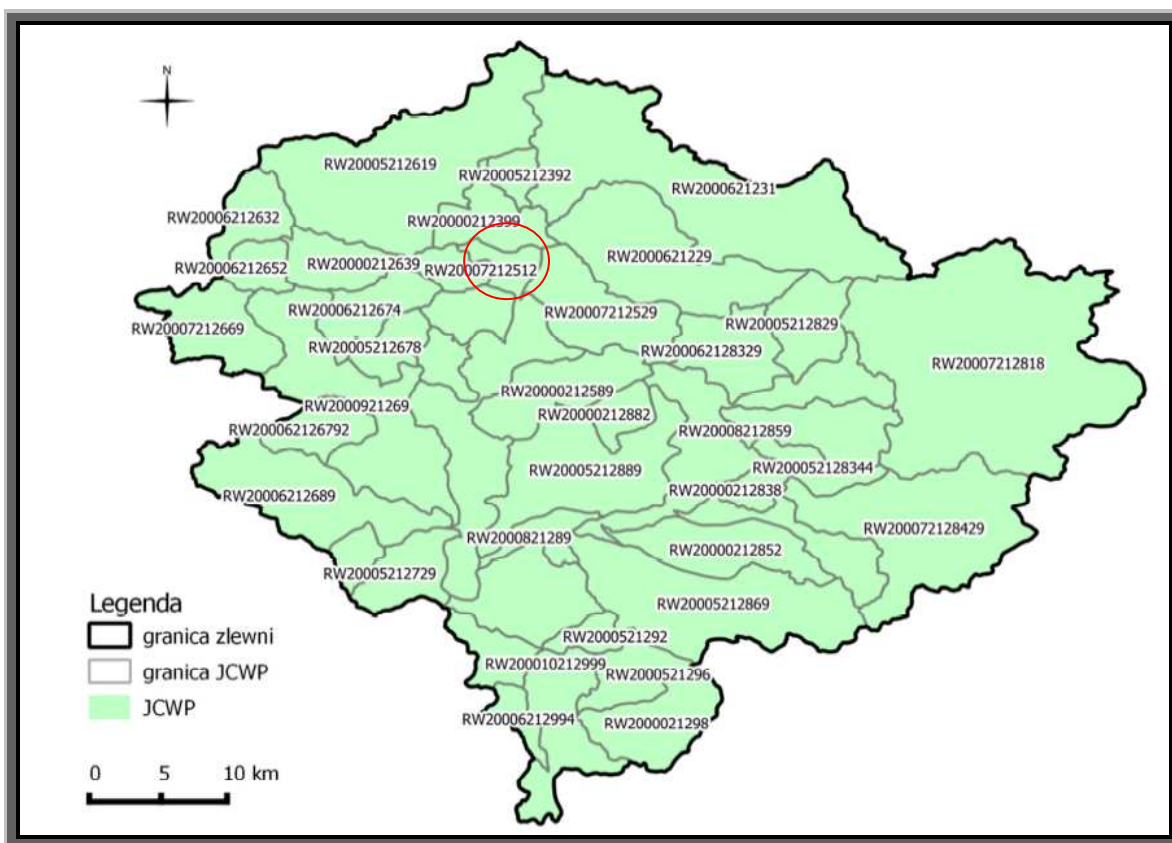 N
RW20005212619
RW20005212392
RW2000621231
RW20006212632
RW20000212399
RW20006212652
RW20000212639
RW20007212512
RW2000621229
RW20007212669
RW20006212674
RW20007212529
RW20005212829
RW20005212678
RW200062128329
RW20007212818
RW2000921269
RW20000212589
RW20000212882
RW200062126792
RW20008212859
RW20005212889
RW200052128344
RW20006212689
RW20000212838
RW2000821289
RW20000212852
RW200072128429
RW20005212729
RW20005212869
Legenda
granica zlewni
granica JCWP
JCWP
RW2000521292
RW200010212999
RW2000521296
RW20006212994
RW2000021298
0 5 10 km